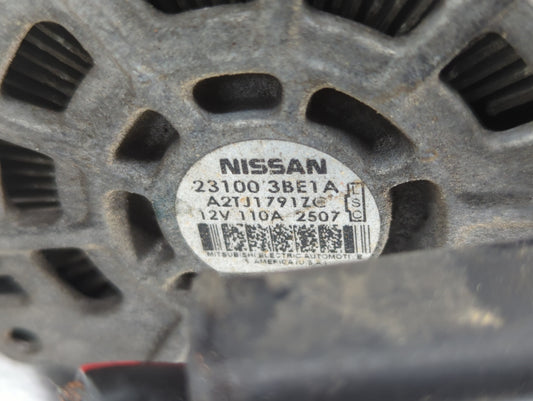 NISSAN
23100 3BE1A
A2TJ1791ZC
12V 110A 2507
L
S
C
MITSUBISHI ELECTRIC AUTOMOTI E
AMERICA